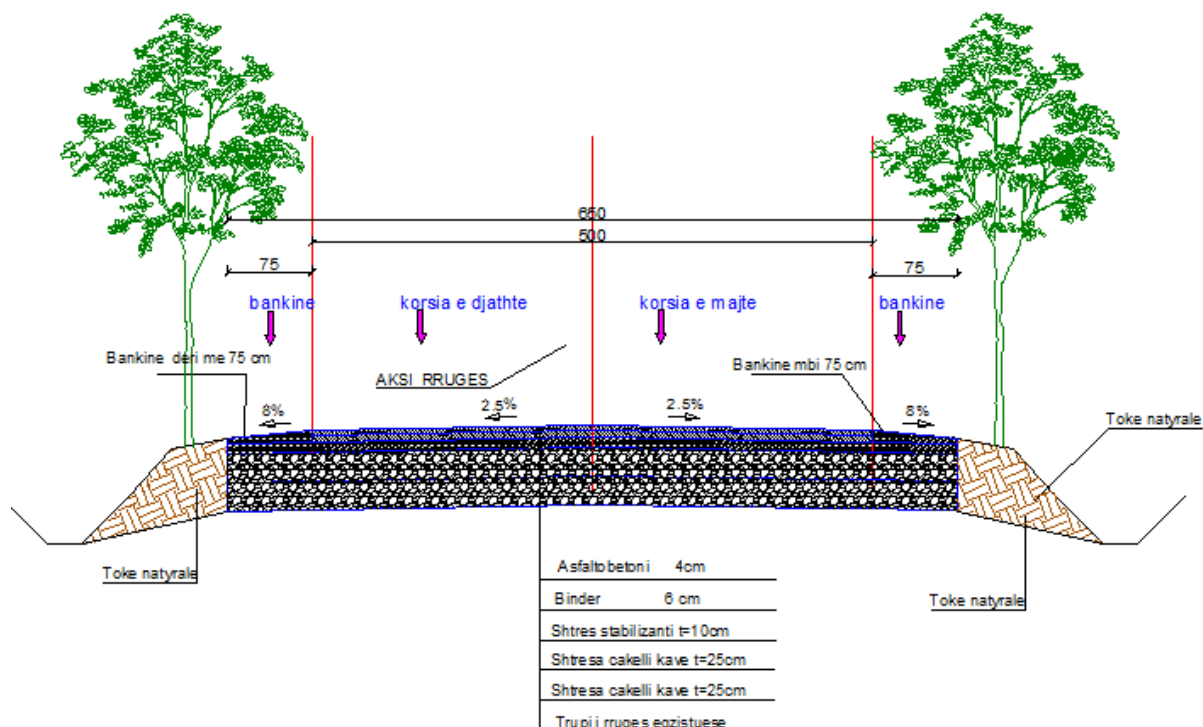 650
500
75
75
bankine
korsia e djathte
korsia e majte
bankine
Bankine deri me 75 cm
Bankine mbi 75 cm
AKSI RRUGES
8%
2.5%
2.5%
8%
Toke natyrale
Toke natyrale
Toke natyrale
Asfaltobetoni 4cm
Binder 6 cm
Shtres stabilizanti t=10cm
Shtresa cakelli kave t=25cm
Shtresa cakelli kave t=25cm
Trupi i rruges egzistuese